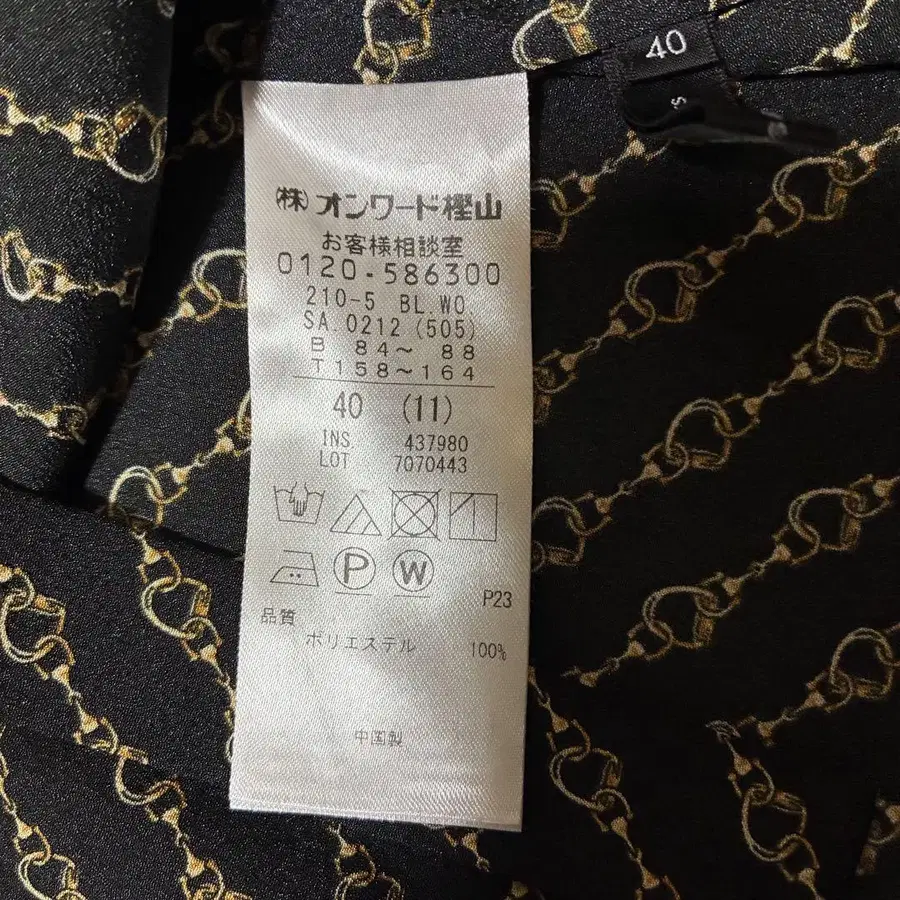 40
S
㈱オンワード樫山
お客様相談室
0120-586300
210-5 BL.WO.
SA.0212 (505)
B 84〜 88
T158〜164
40 (11)
INS. 437980
LOT 7070443
P W
P23
品質
ポリエステル 100%
中国製